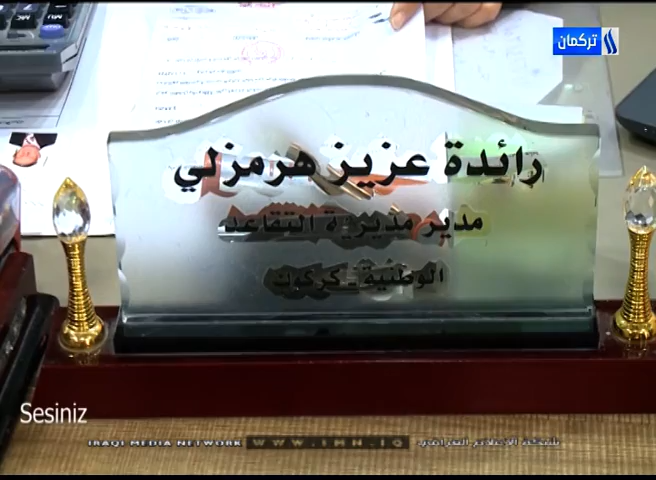 تركمان
رائدة عزيز هرمزلي
مدير مديرية التقاعد
الوطنية - كركوك
Sesiniz
IRAQI MEDIA NETWORK WWW.IMN.IQ شبكة الإعلام العراقي